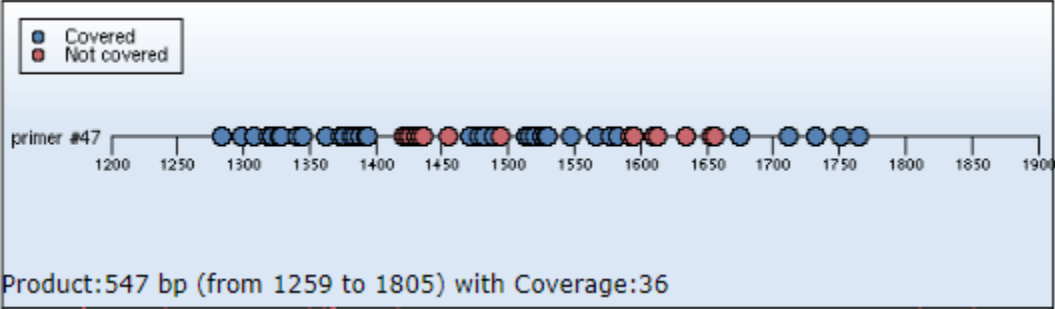 Covered
Not covered
primer #47
1200 1250 1300 1350 1400 1450 1500 1550 1600 1650 1700 1750 1800 1850 1900
Product:547 bp (from 1259 to 1805) with Coverage:36